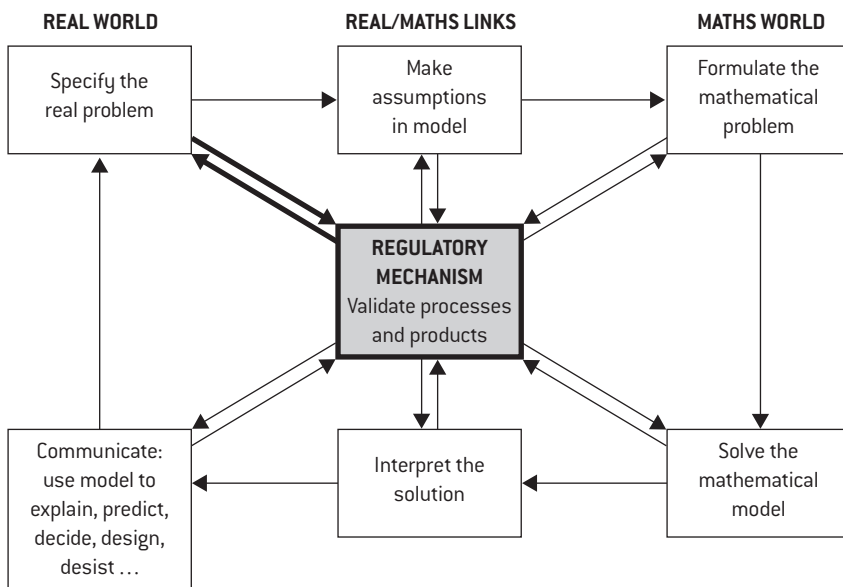 REAL WORLD
REAL/MATHS LINKS
MATHS WORLD
Specify the
real problem
Make
assumptions
in model
Formulate the
mathematical
problem
REGULATORY
MECHANISM
Validate processes
and products
Communicate:
use model to
explain, predict,
decide, design,
desist ...
Interpret the
solution
Solve the
mathematical
model